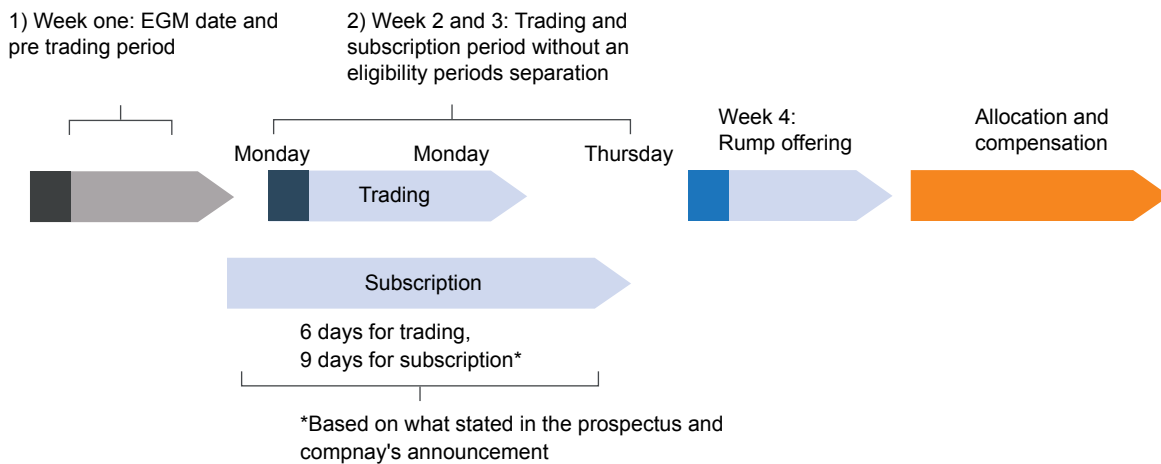 1) Week one: EGM date and
pre trading period
2) Week 2 and 3: Trading and
subscription period without an
eligibility periods separation
Week 4:
Rump offering
Allocation and
compensation
Monday
Monday
Thursday
Trading
Subscription
6 days for trading,
9 days for subscription*
*Based on what stated in the prospectus and
compnay's announcement